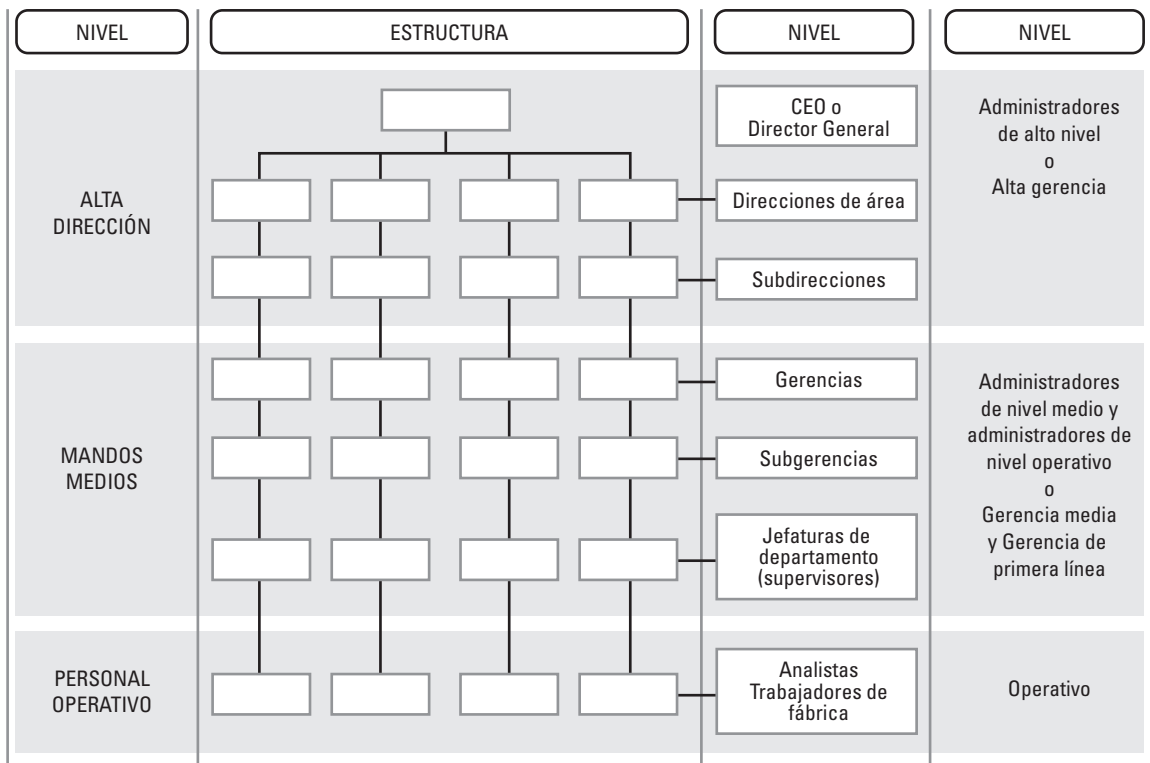 NIVEL
ESTRUCTURA
NIVEL
NIVEL
ALTA
DIRECCIÓN
CEO o
Director General
Direcciones de área
Subdirecciones
Administradores
de alto nivel
o
Alta gerencia
MANDOS
MEDIOS
Gerencias
Subgerencias
Jefaturas de
departamento
(supervisores)
Administradores
de nivel medio y
administradores de
nivel operativo
o
Gerencia media
y Gerencia de
primera línea
PERSONAL
OPERATIVO
Analistas
Trabajadores de
fábrica
Operativo